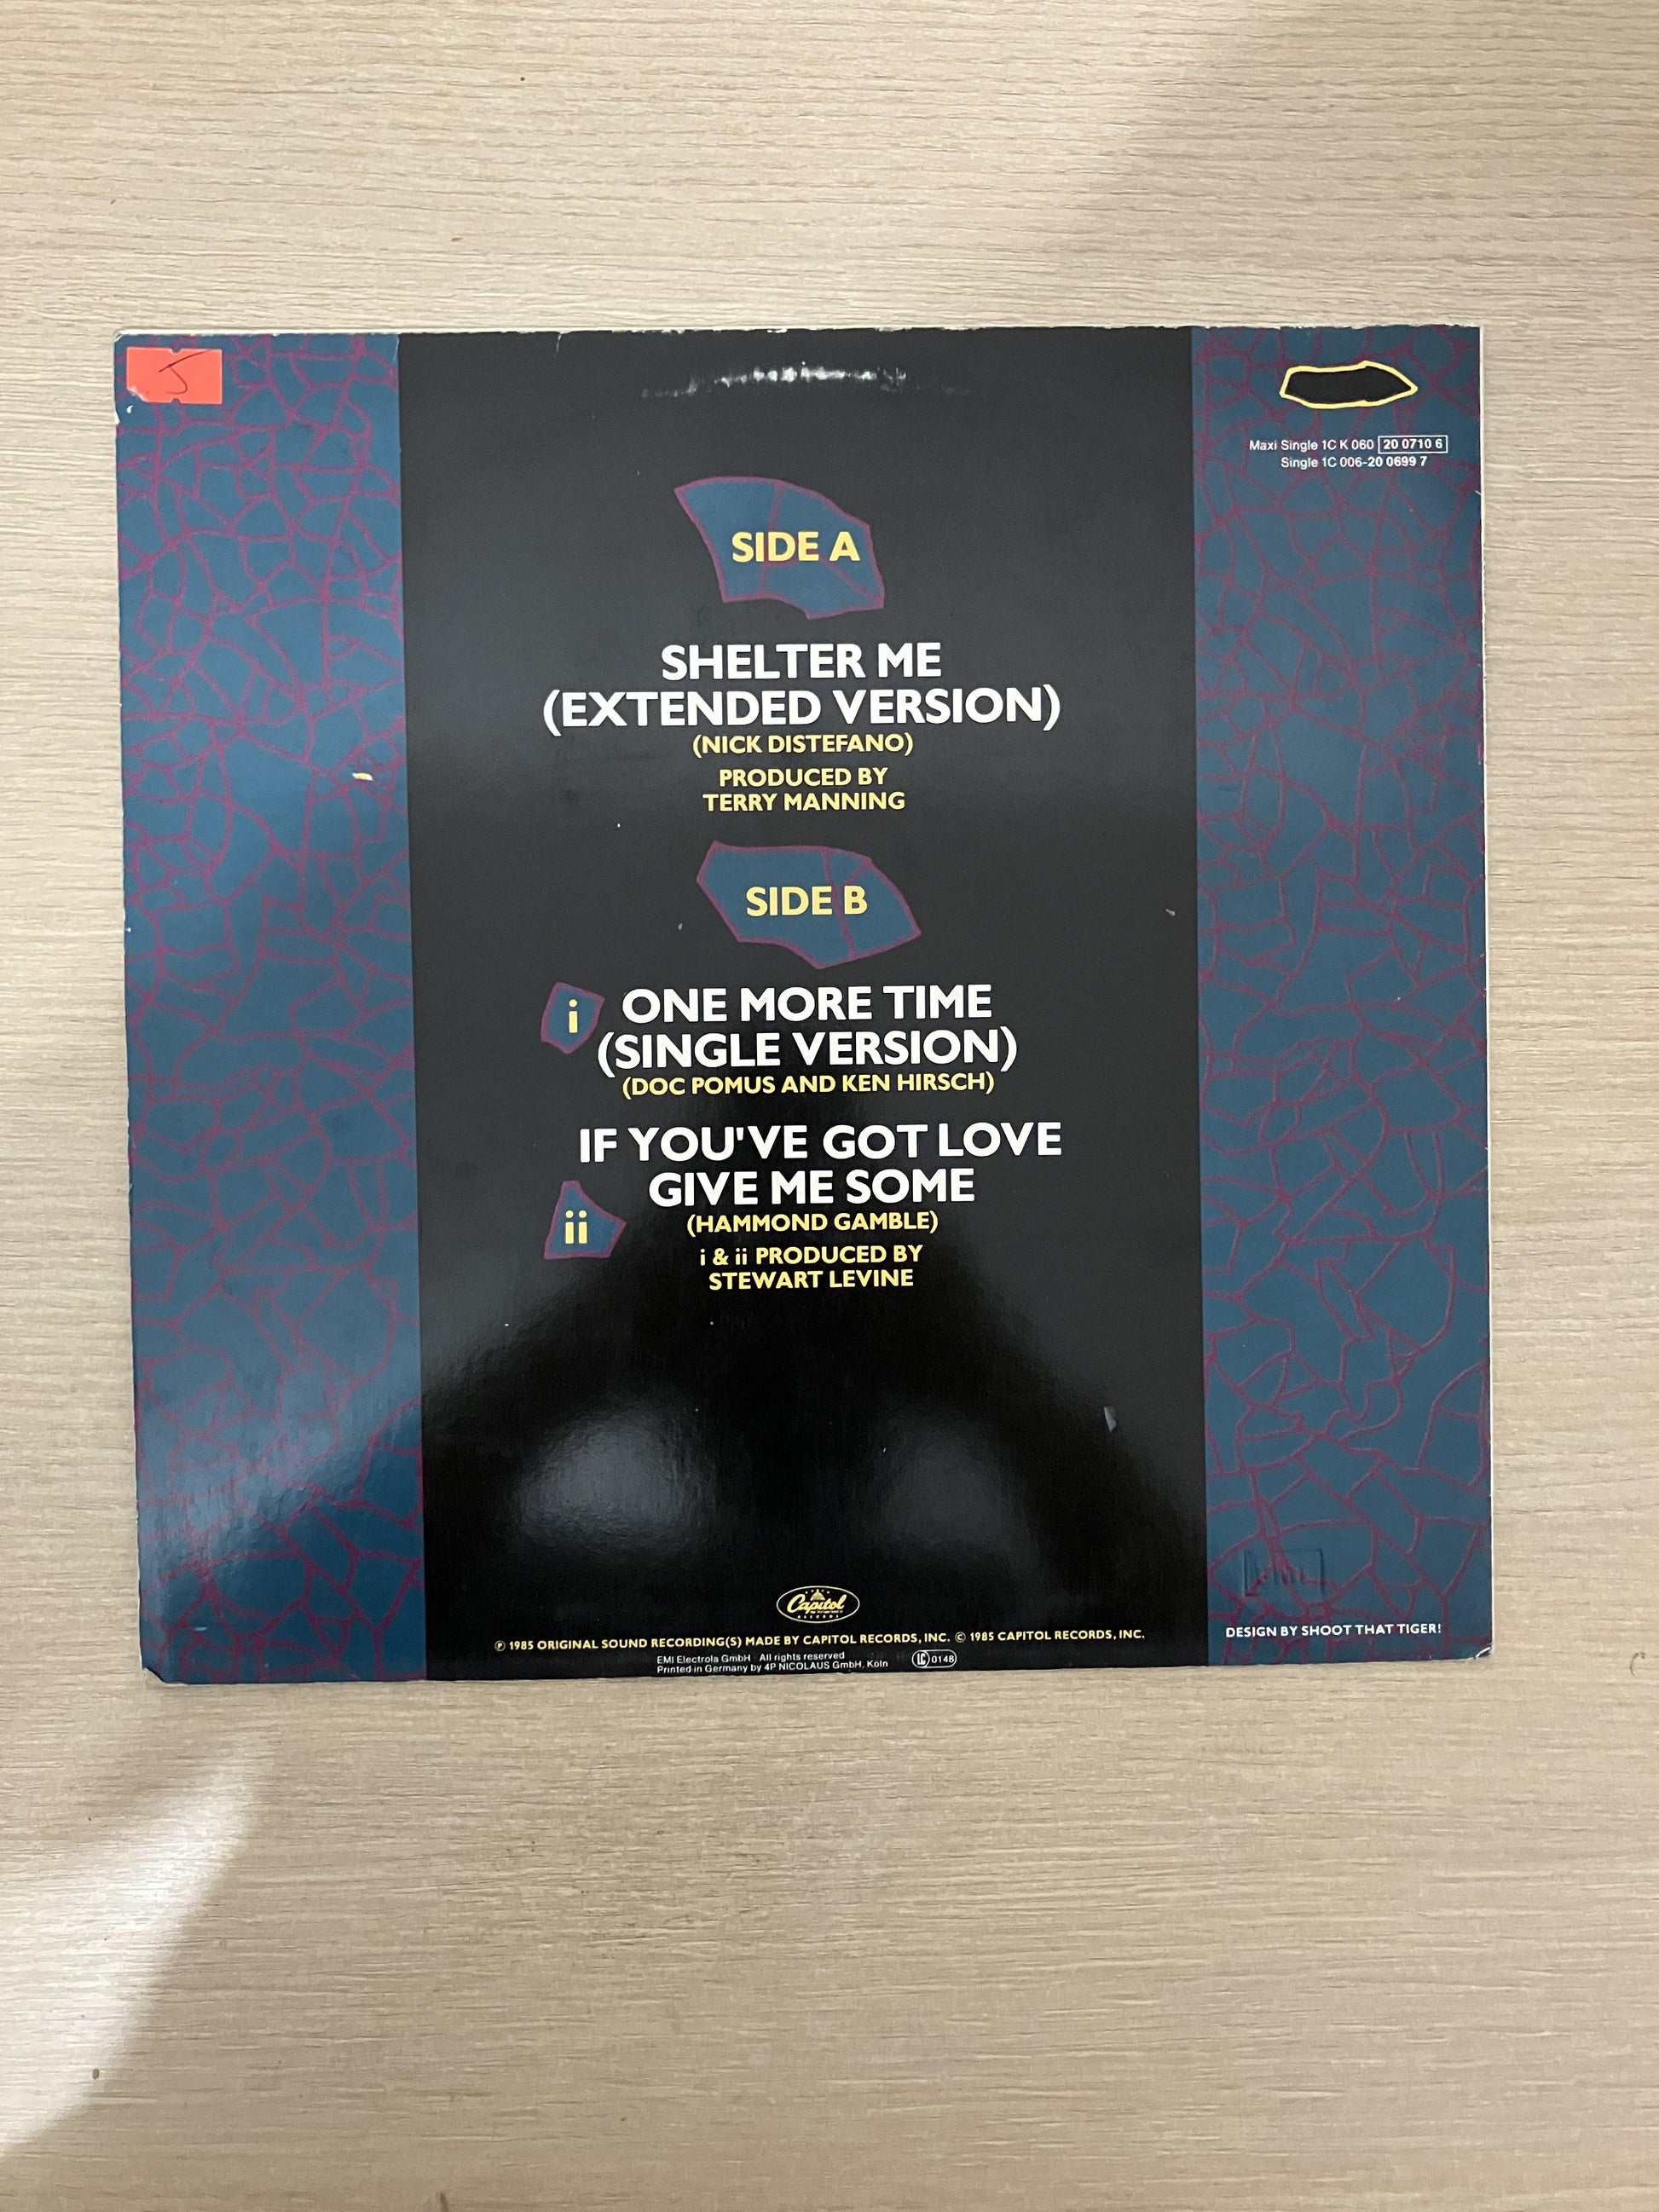 5
Maxi Single 1C K 060 20 0710 6
Single 1C 006-20 0699 7
SIDE A
SHELTER ME
(EXTENDED VERSION)
(NICK DISTEFANO)
PRODUCED BY
TERRY MANNING
SIDE B
i ONE MORE TIME
(SINGLE VERSION)
(DOC POMUS AND KEN HIRSCH)
IF YOU'VE GOT LOVE
ii GIVE ME SOME
(HAMMOND GAMBLE)
i & ii PRODUCED BY
STEWART LEVINE
Capitol
RECORDS
℗ 1985 ORIGINAL SOUND RECORDING(S) MADE BY CAPITOL RECORDS, INC. © 1985 CAPITOL RECORDS, INC.
EMI Electrola GmbH · All rights reserved
Printed in Germany by 4P NICOLAUS GmbH, Köln
LC 0148
DESIGN BY SHOOT THAT TIGER!